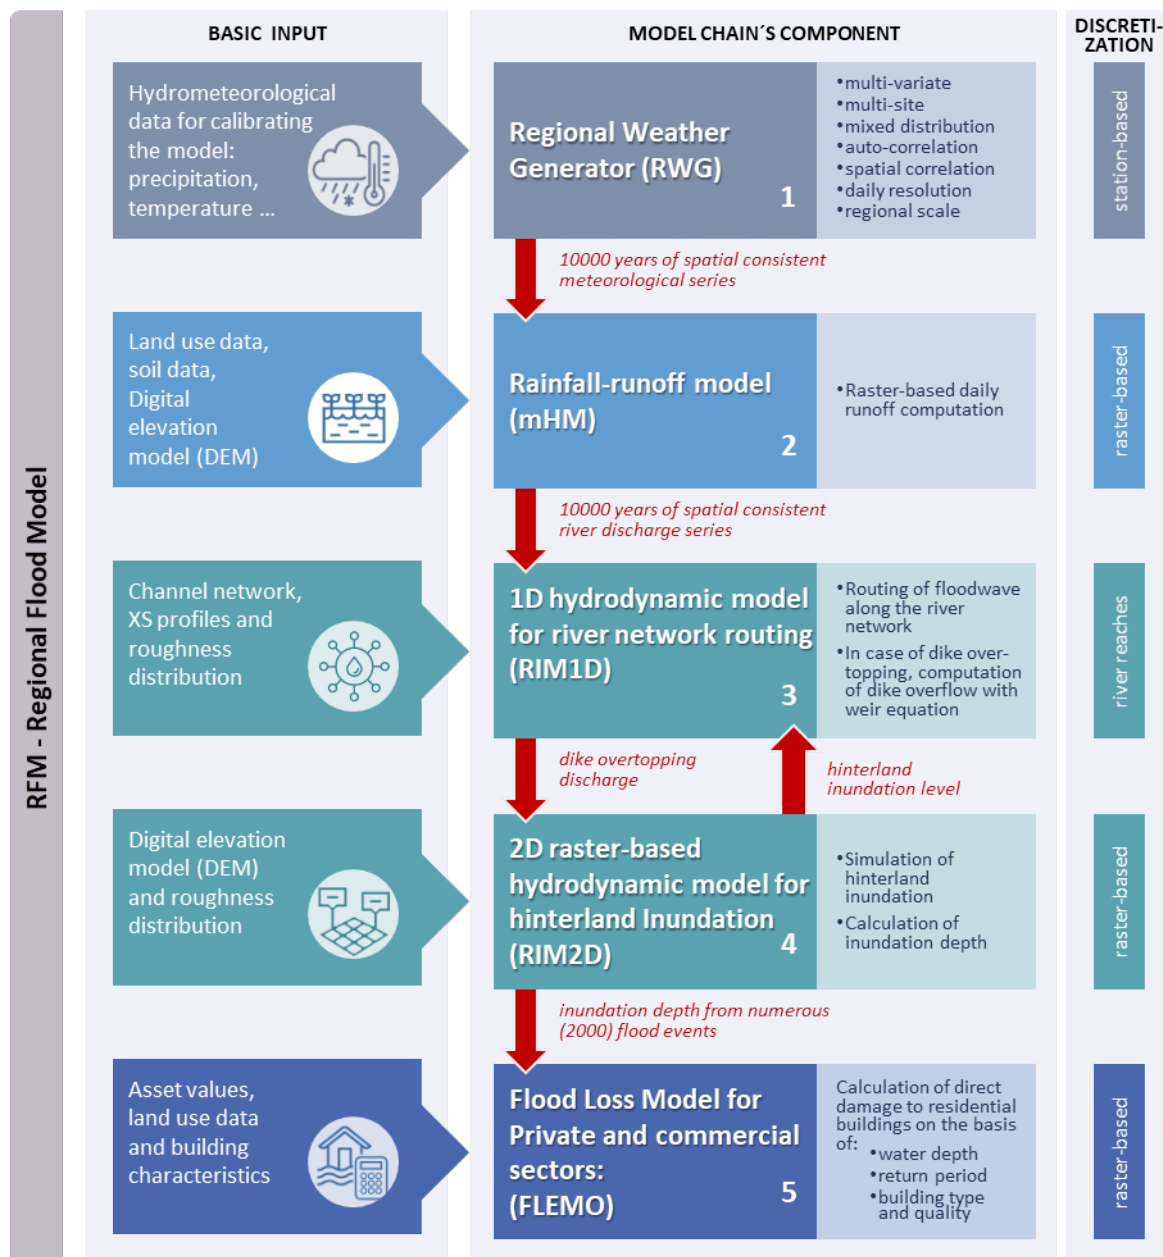 RFM - Regional Flood Model
BASIC INPUT
MODEL CHAIN´S COMPONENT
DISCRETI-
ZATION
Hydrometeorological
data for calibrating
the model:
precipitation,
temperature ...
Regional Weather
Generator (RWG)
1
•multi-variate
•multi-site
•mixed distribution
•auto-correlation
•spatial correlation
•daily resolution
•regional scale
station-based
10000 years of spatial consistent
meteorological series
Land use data,
soil data,
Digital
elevation
model (DEM)
Rainfall-runoff model
(mHM)
2
• Raster-based daily
runoff computation
raster-based
10000 years of spatial consistent
river discharge series
Channel network,
XS profiles and
roughness
distribution
1D hydrodynamic model
for river network routing
(RIM1D)
3
• Routing of floodwave
along the river
network
• In case of dike over-
topping, computation
of dike overflow with
weir equation
river reaches
dike overtopping
discharge
hinterland
inundation level
Digital elevation
model (DEM)
and roughness
distribution
2D raster-based
hydrodynamic model for
hinterland Inundation
(RIM2D)
4
• Simulation of
hinterland
inundation
• Calculation of
inundation depth
raster-based
inundation depth from numerous
(2000) flood events
Asset values,
land use data
and building
characteristics
Flood Loss Model for
Private and commercial
sectors:
(FLEMO)
5
Calculation of direct
damage to residential
buildings on the basis
of:
•water depth
•return period
•building type
and quality
raster-based